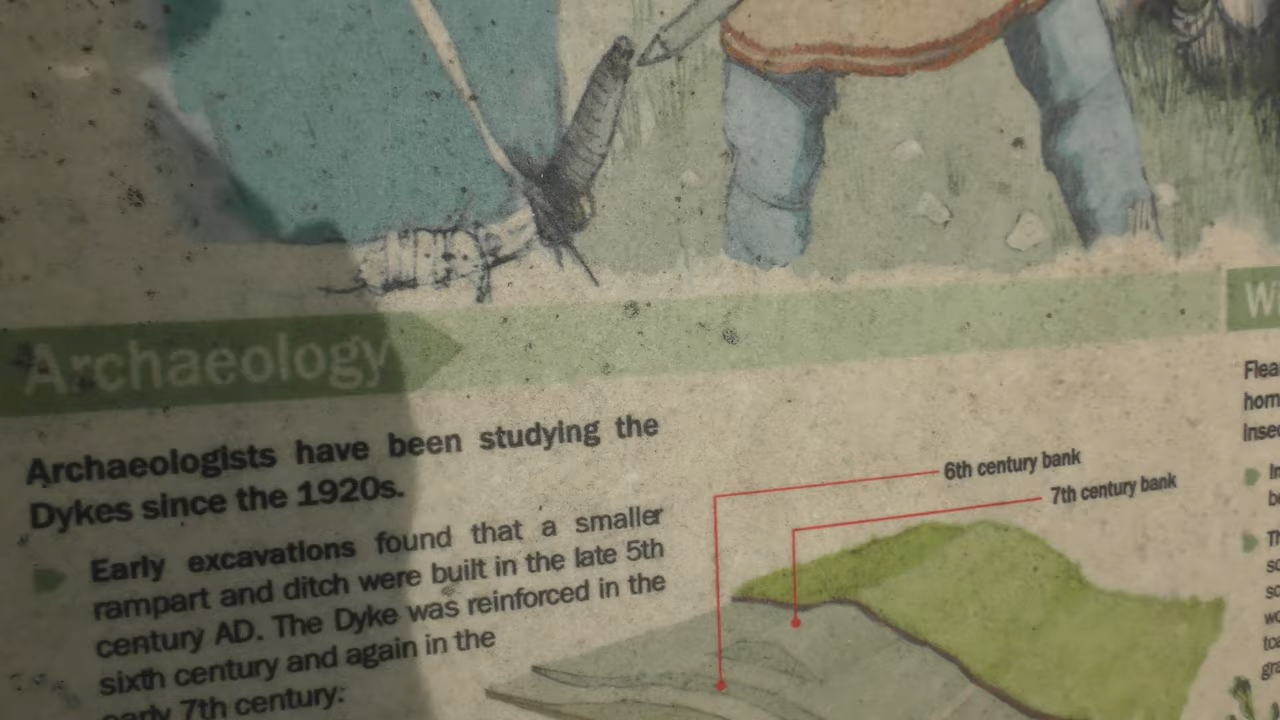 Archaeology
Archaeologists have been studying the
Dykes since the 1920s.
Early excavations found that a smaller
rampart and ditch were built in the late 5th
century AD. The Dyke was reinforced in the
sixth century and again in the
early 7th century:
6th century bank
7th century bank